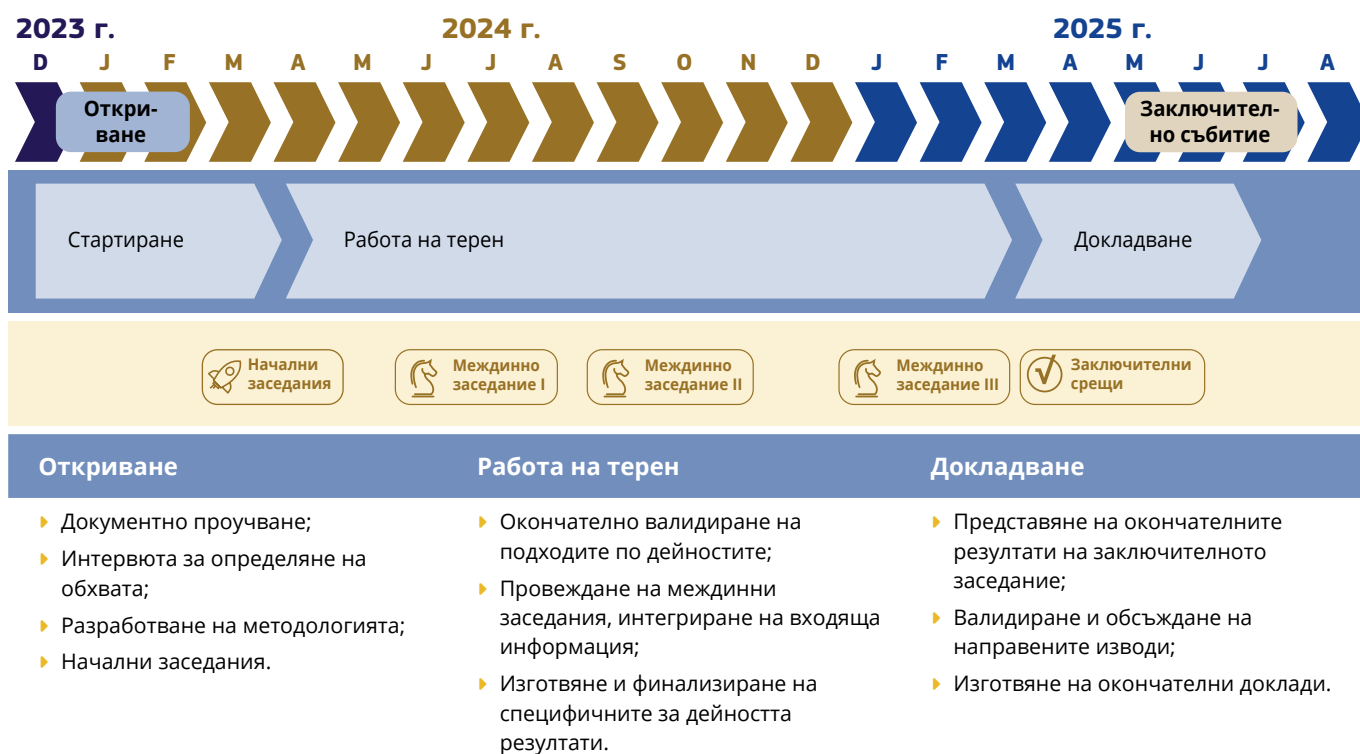 2023 г. 2024 г. 2025 г.
D J F M A M J J A S O N D J F M A M J J A
Откри-
ване
Заключител-
но събитие
Стартиране
Работа на терен
Докладване
Начални
заседания
Междинно
заседание I
Междинно
заседание II
Междинно
заседание III
Заключителни
срещи
Откриване
Документно проучване;
Интервюта за определяне на
обхвата;
Разработване на методологията;
Начални заседания.
Работа на терен
Окончателно валидиране на
подходите по дейностите;
Провеждане на междинни
заседания, интегриране на входяща
информация;
Изготвяне и финализиране на
специфичните за дейността
резултати.
Докладване
Представяне на окончателните
резултати на заключителното
заседание;
Валидиране и обсъждане на
направените изводи;
Изготвяне на окончателни доклади.